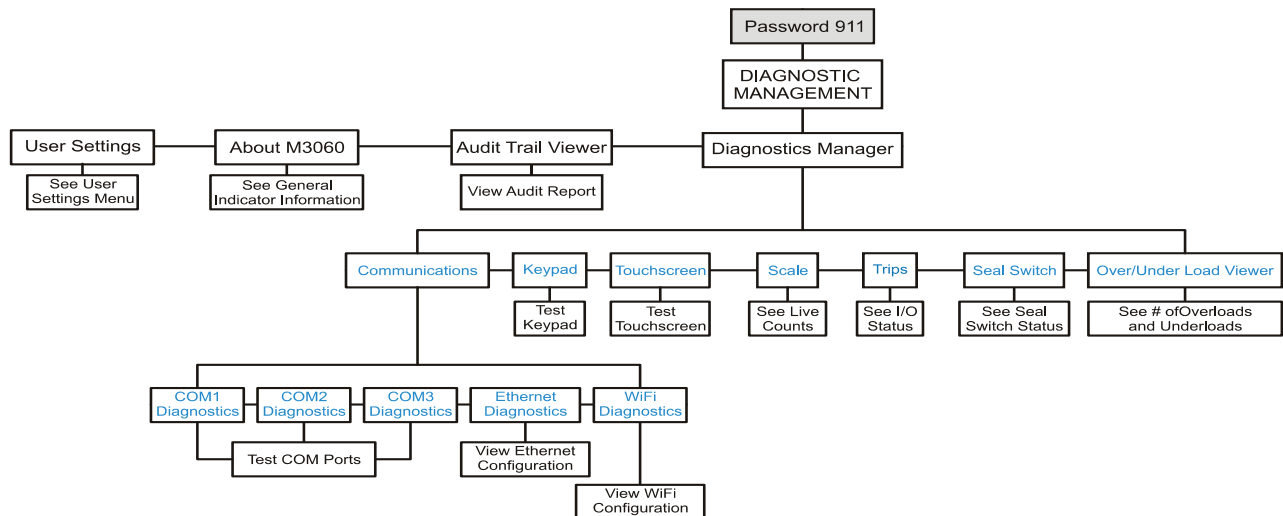 Password 911
DIAGNOSTIC
MANAGEMENT
User Settings
About M3060
Audit Trail Viewer
Diagnostics Manager
See User
Settings Menu
See General
Indicator Information
View Audit Report
Communications
Keypad
Touchscreen
Scale
Trips
Seal Switch
Over/Under Load Viewer
Test
Keypad
Test
Touchscreen
See Live
Counts
See I/O
Status
See Seal
Switch Status
See # ofOverloads
and Underloads
COM1
Diagnostics
COM2
Diagnostics
COM3
Diagnostics
Ethernet
Diagnostics
WiFi
Diagnostics
Test COM Ports
View Ethernet
Configuration
View WiFi
Configuration